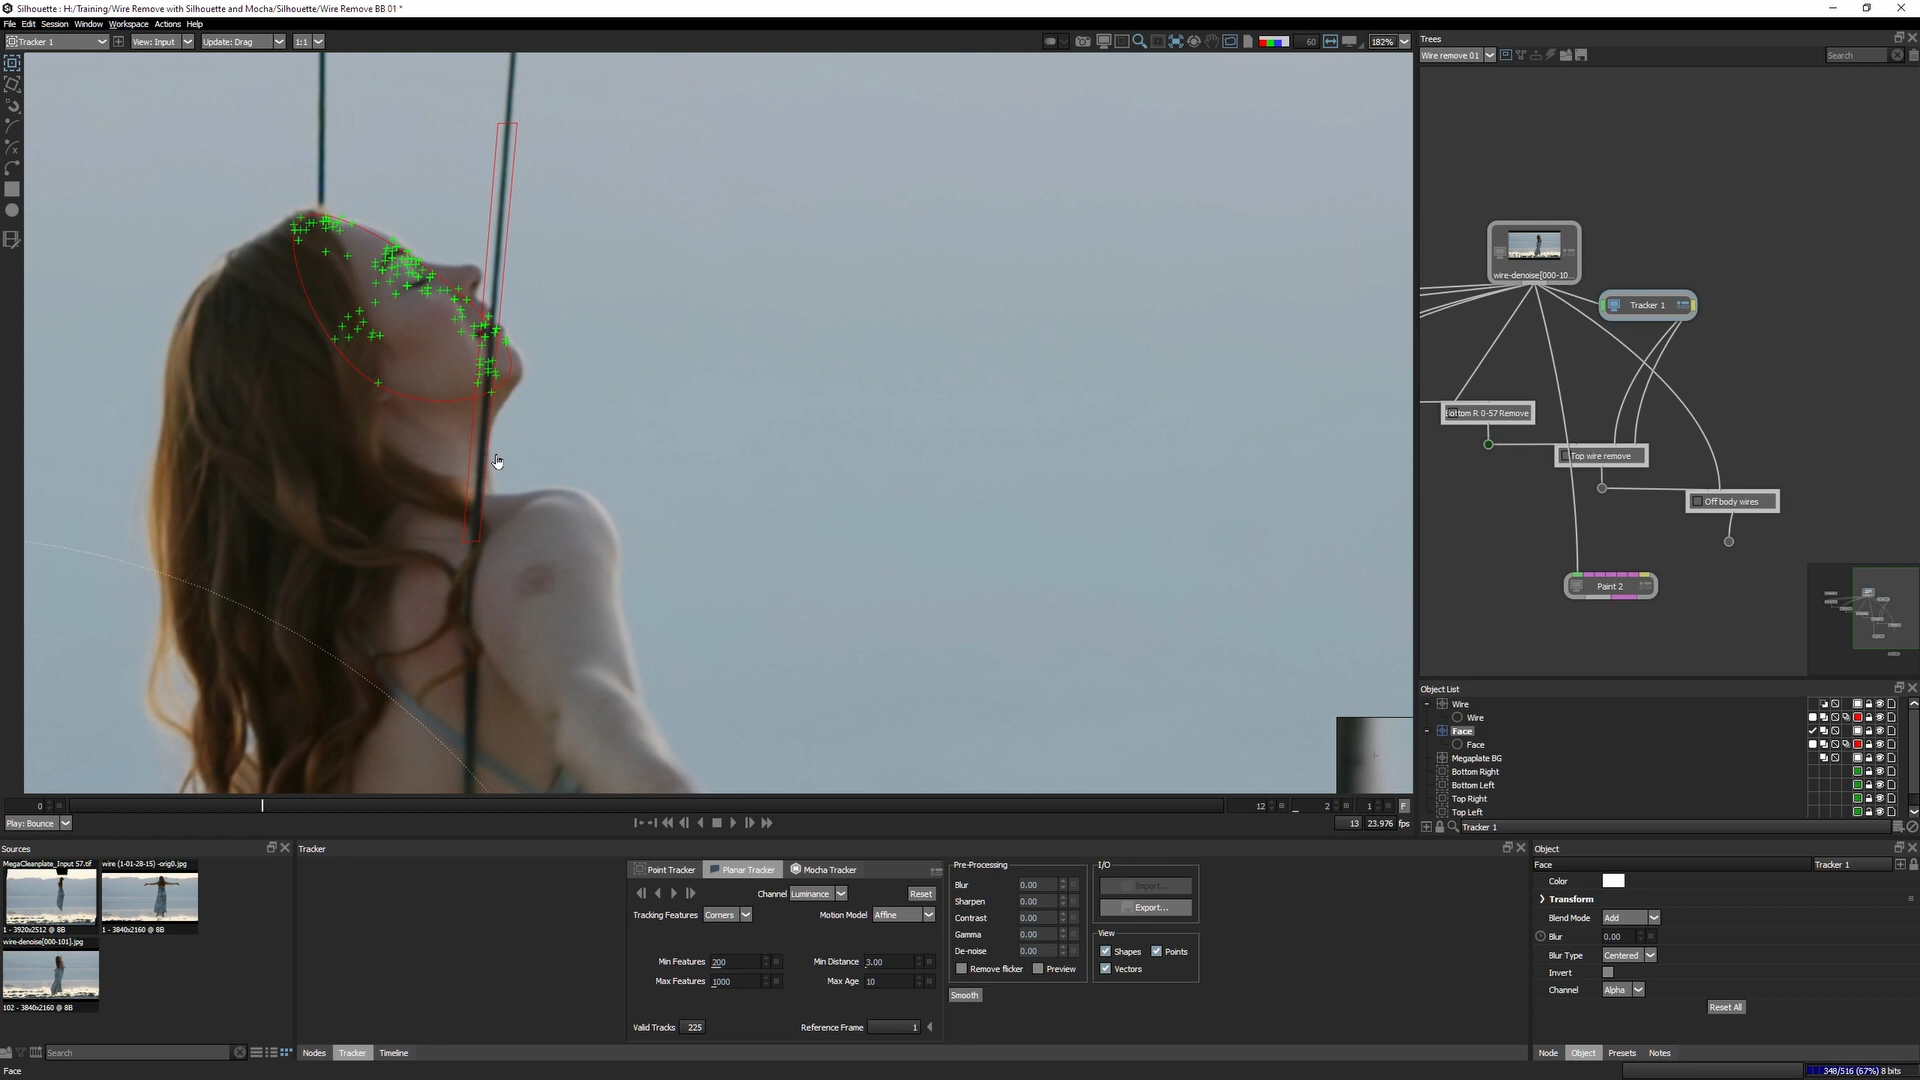 Silhouette : H:/Training/Wire Remove with Silhouette and Mocha/Silhouette/Wire Remove BB 01 *
File Edit Session Window Workspace Actions Help
Tracker 1 View: Input Update: Drag 1:1 60 182%
Trees
Wire remove 01 Search
wire-denoise[000-10...
Tracker 1
Bottom R 0-57 Remove
Top wire remove
Off body wires
Paint 2
Object List
Wire
Wire
Face
Face
Megaplate BG
Bottom Right
Bottom Left
Top Right
Top Left
Tracker 1
0 12 2 1 F
Play: Bounce 13 23.976 fps
Sources
MegaCleanplate_Input 57.tif wire (1-01-28-15) -orig0.jpg
1 - 3920x2512 @ 8B 1 - 3840x2160 @ 8B
wire-denoise[000-101].jpg
102 - 3840x2160 @ 8B
Search
Tracker
Point Tracker Planar Tracker Mocha Tracker
Channel Luminance Reset
Tracking Features Corners Motion Model Affine
Min Features 200 Min Distance 3.00
Max Features 1000 Max Age 10
Valid Tracks 225 Reference Frame 1
Pre-Processing
Blur 0.00
Sharpen 0.00
Contrast 0.00
Gamma 0.00
De-noise 0.00
Remove flicker Preview
Smooth
I/O
Import...
Export...
View
Shapes Points
Vectors
Nodes Tracker Timeline
Object
Face Tracker 1
Color
Transform
Blend Mode Add
Blur 0.00
Blur Type Centered
Invert
Channel Alpha
Reset All
Node Object Presets Notes
Face 348/516 (67%) 8 bits